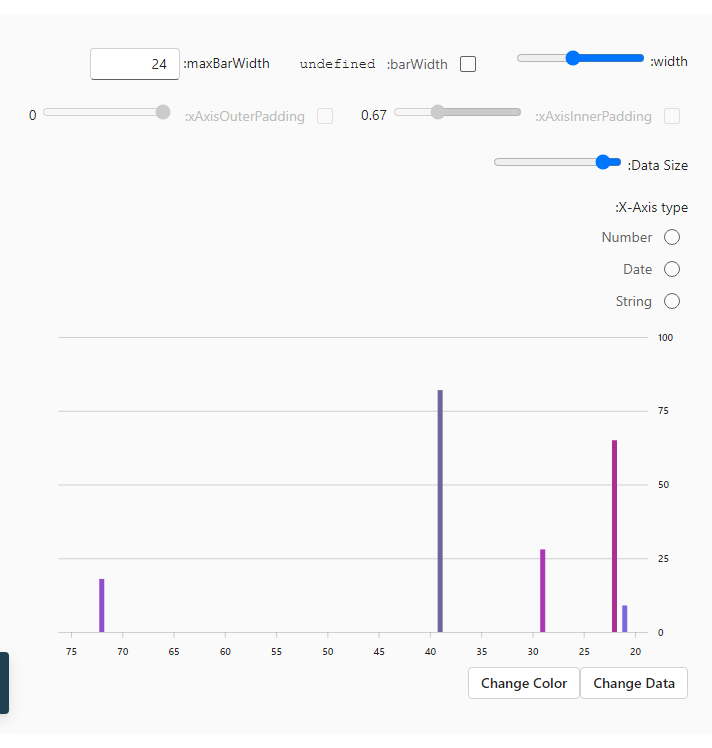 :width
:barWidth undefined
:maxBarWidth 24
:xAxisInnerPadding 0.67
:xAxisOuterPadding 0
:Data Size
:X-Axis type
Number
Date
String
100
75
50
25
0
75 70 65 60 55 50 45 40 35 30 25 20
Change Color Change Data